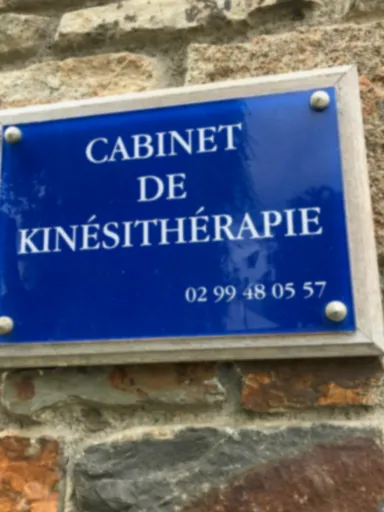 CABINET
DE
KINÉSITHÉRAPIE
02 99 48 05 57